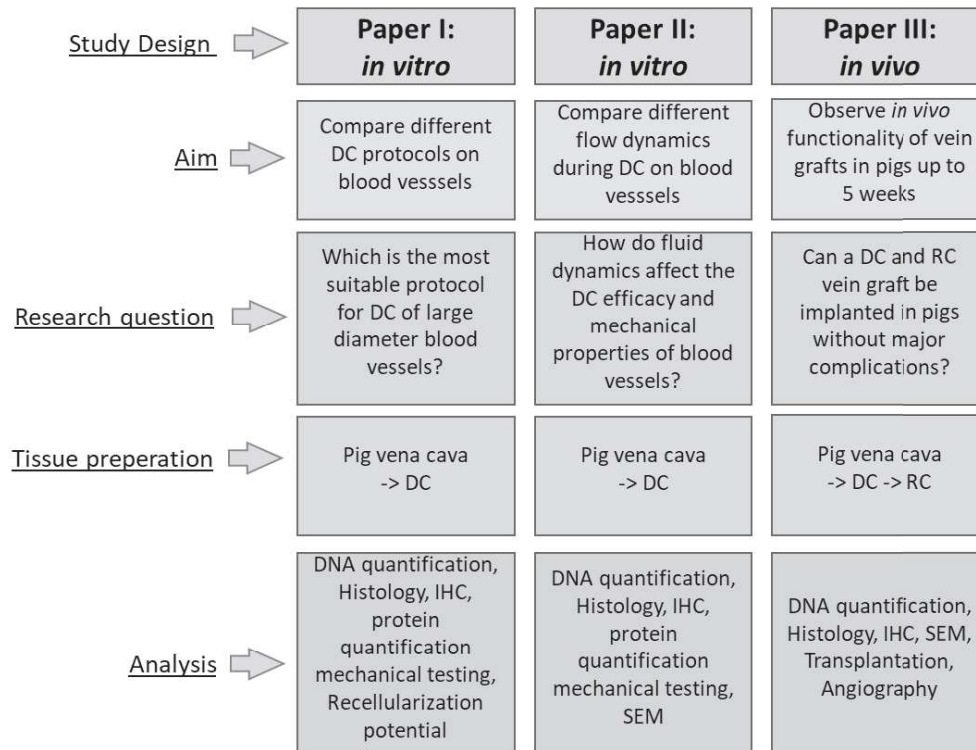 Study Design
Paper I:
in vitro
Paper II:
in vitro
Paper III:
in vivo
Aim
Compare different
DC protocols on
blood vesssels
Compare different
flow dynamics
during DC on blood
vesssels
Observe in vivo
functionality of vein
grafts in pigs up to
5 weeks
Research question
Which is the most
suitable protocol
for DC of large
diameter blood
vessels?
How do fluid
dynamics affect the
DC efficacy and
mechanical
properties of blood
vessels?
Can a DC and RC
vein graft be
implanted in pigs
without major
complications?
Tissue preperation
Pig vena cava
-> DC
Pig vena cava
-> DC
Pig vena cava
-> DC -> RC
Analysis
DNA quantification,
Histology, IHC,
protein
quantification
mechanical testing,
Recellularization
potential
DNA quantification,
Histology, IHC,
protein
quantification
mechanical testing,
SEM
DNA quantification,
Histology, IHC, SEM,
Transplantation,
Angiography